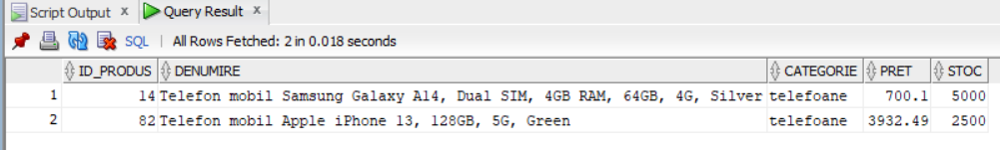 Script Output x Query Result x
SQL | All Rows Fetched: 2 in 0.018 seconds
ID_PRODUS DENUMIRE CATEGORIE PRET STOC
1 14 Telefon mobil Samsung Galaxy A14, Dual SIM, 4GB RAM, 64GB, 4G, Silver telefoane 700.1 5000
2 82 Telefon mobil Apple iPhone 13, 128GB, 5G, Green telefoane 3932.49 2500